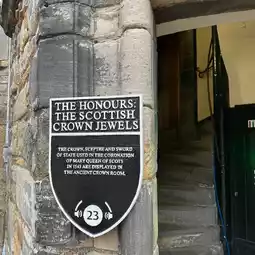 THE HONOURS:
THE SCOTTISH
CROWN JEWELS
THE CROWN, SCEPTRE AND SWORD
OF STATE USED IN THE CORONATION
OF MARY QUEEN OF SCOTS
IN 1543 ARE DISPLAYED IN
THE ANCIENT CROWN ROOM.
23